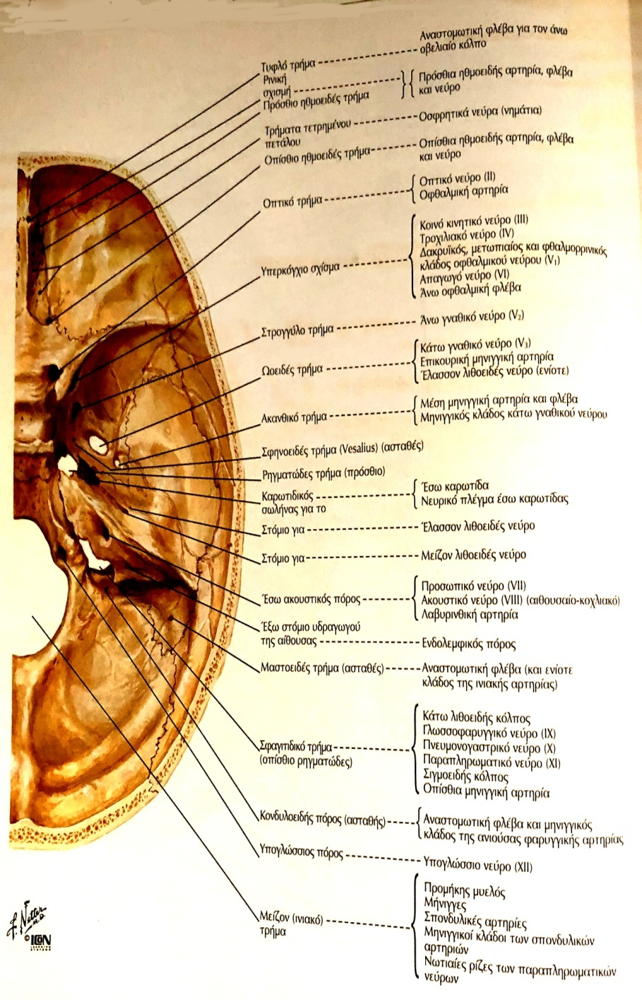 Τυφλό τρήμα
Αναστομωτική φλέβα για τον άνω
οβελιαίο κόλπο
Ρινική
σχισμή
Πρόσθιο ηθμοειδές τρήμα
Πρόσθια ηθμοειδής αρτηρία, φλέβα
και νεύρο
Τρήματα τετρημένου
πετάλου
Οσφρητικά νεύρα (νημάτια)
Οπίσθιο ηθμοειδές τρήμα
Οπίσθια ηθμοειδής αρτηρία, φλέβα
και νεύρο
Οπτικό τρήμα
Οπτικό νεύρο (II)
Οφθαλμική αρτηρία
Υπερκόγχιο σχίσμα
Κοινό κινητικό νεύρο (III)
Τροχιλιακό νεύρο (IV)
Δακρυϊκός, μετωπιαίος και φθαλμορρινικός
κλάδος οφθαλμικού νεύρου (V₁)
Απαγωγό νεύρο (VI)
Άνω οφθαλμική φλέβα
Στρογγύλο τρήμα
Άνω γναθικό νεύρο (V₂)
Ωοειδές τρήμα
Κάτω γναθικό νεύρο (V₃)
Επικουρική μηνιγγική αρτηρία
Έλασσον λιθοειδές νεύρο (ενίοτε)
Ακανθικό τρήμα
Μέση μηνιγγική αρτηρία και φλέβα
Μηνιγγικός κλάδος κάτω γναθικού νεύρου
Σφηνοειδές τρήμα (Vesalius) (ασταθές)
Ρηγματώδες τρήμα (πρόσθιο)
Καρωτιδικός
σωλήνας για το
Έσω καρωτίδα
Νευρικό πλέγμα έσω καρωτίδας
Στόμιο για
Έλασσον λιθοειδές νεύρο
Στόμιο για
Μείζον λιθοειδές νεύρο
Έσω ακουστικός πόρος
Προσωπικό νεύρο (VII)
Ακουστικό νεύρο (VIII) (αιθουσαίο-κοχλιακό)
Λαβυρινθική αρτηρία
Έξω στόμιο υδραγωγού
της αίθουσας
Ενδολεμφικός πόρος
Μαστοειδές τρήμα (ασταθές)
Αναστομωτική φλέβα (και ενίοτε
κλάδος της ινιακής αρτηρίας)
Σφαγιτιδικό τρήμα
(οπίσθιο ρηγματώδες)
Κάτω λιθοειδής κόλπος
Γλωσσοφαρυγγικό νεύρο (IX)
Πνευμονογαστρικό νεύρο (X)
Παραπληρωματικό νεύρο (XI)
Σιγμοειδής κόλπος
Οπίσθια μηνιγγική αρτηρία
Κονδυλοειδής πόρος (ασταθής)
Αναστομωτική φλέβα και μηνιγγικός
κλάδος της ανιούσας φαρυγγικής αρτηρίας
Υπογλώσσιος πόρος
Υπογλώσσιο νεύρο (XII)
Μείζον (ινιακό)
τρήμα
Προμήκης μυελός
Μήνιγγες
Σπονδυλικές αρτηρίες
Μηνιγγικοί κλάδοι των σπονδυλικών
αρτηριών
Νωτιαίες ρίζες των παραπληρωματικών
νεύρων
F. Netter
M.D.
© ICON
LEARNING
SYSTEMS